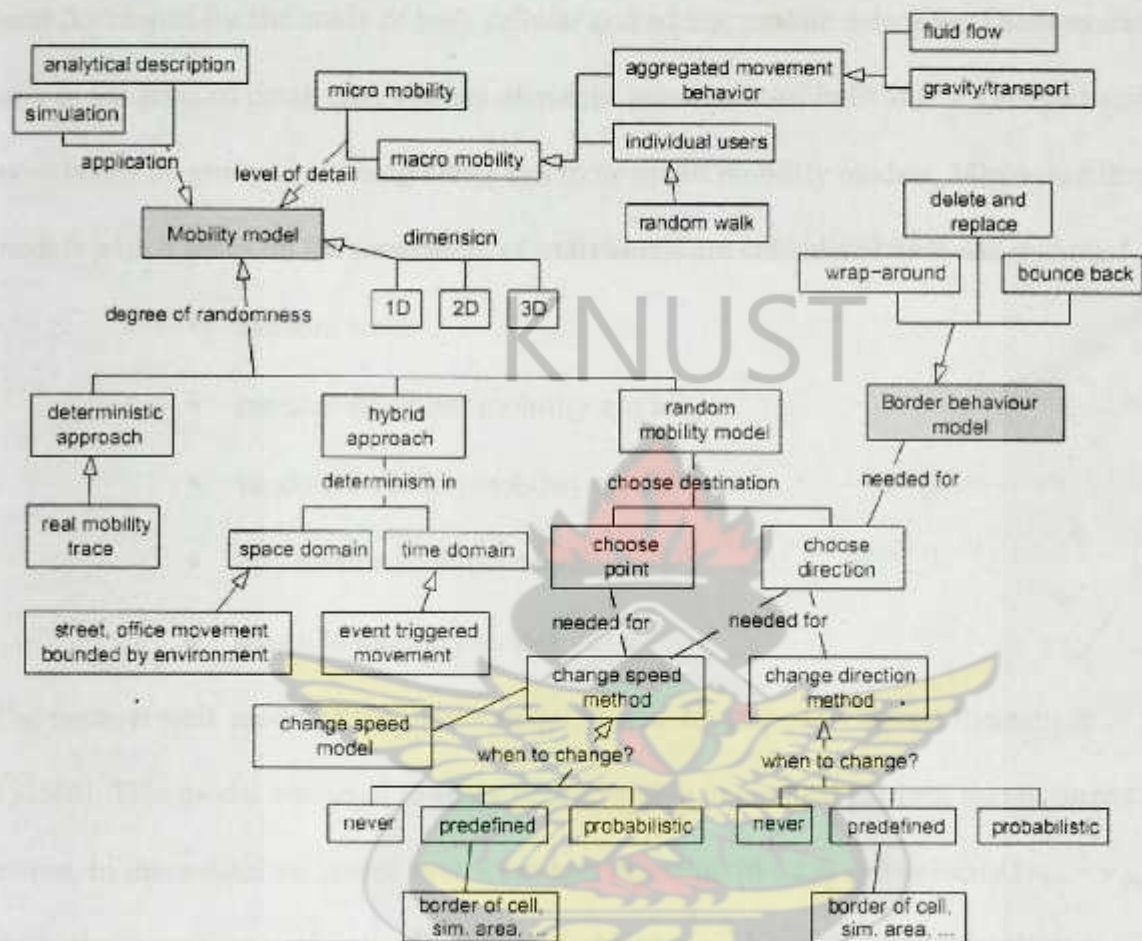 fluid flow
analytical description
aggregated movement
behavior
micro mobility
gravity/transport
simulation
individual users
application
macro mobility
level of detail
delete and
replace
random walk
Mobility model
dimension
wrap-around
bounce back
1D
2D
3D
degree of randomness
KNUST
deterministic
approach
hybrid
approach
random
mobility model
Border behaviour
model
determinism in
choose destination
needed for
real mobility
trace
space domain
time domain
choose
point
choose
direction
street, office movement
bounded by environment
event triggered
movement
needed for
needed for
change speed
method
change direction
method
change speed
model
when to change?
when to change?
never
predefined
probabilistic
never
predefined
probabilistic
border of cell,
sim. area, ...
border of cell,
sim. area, ...